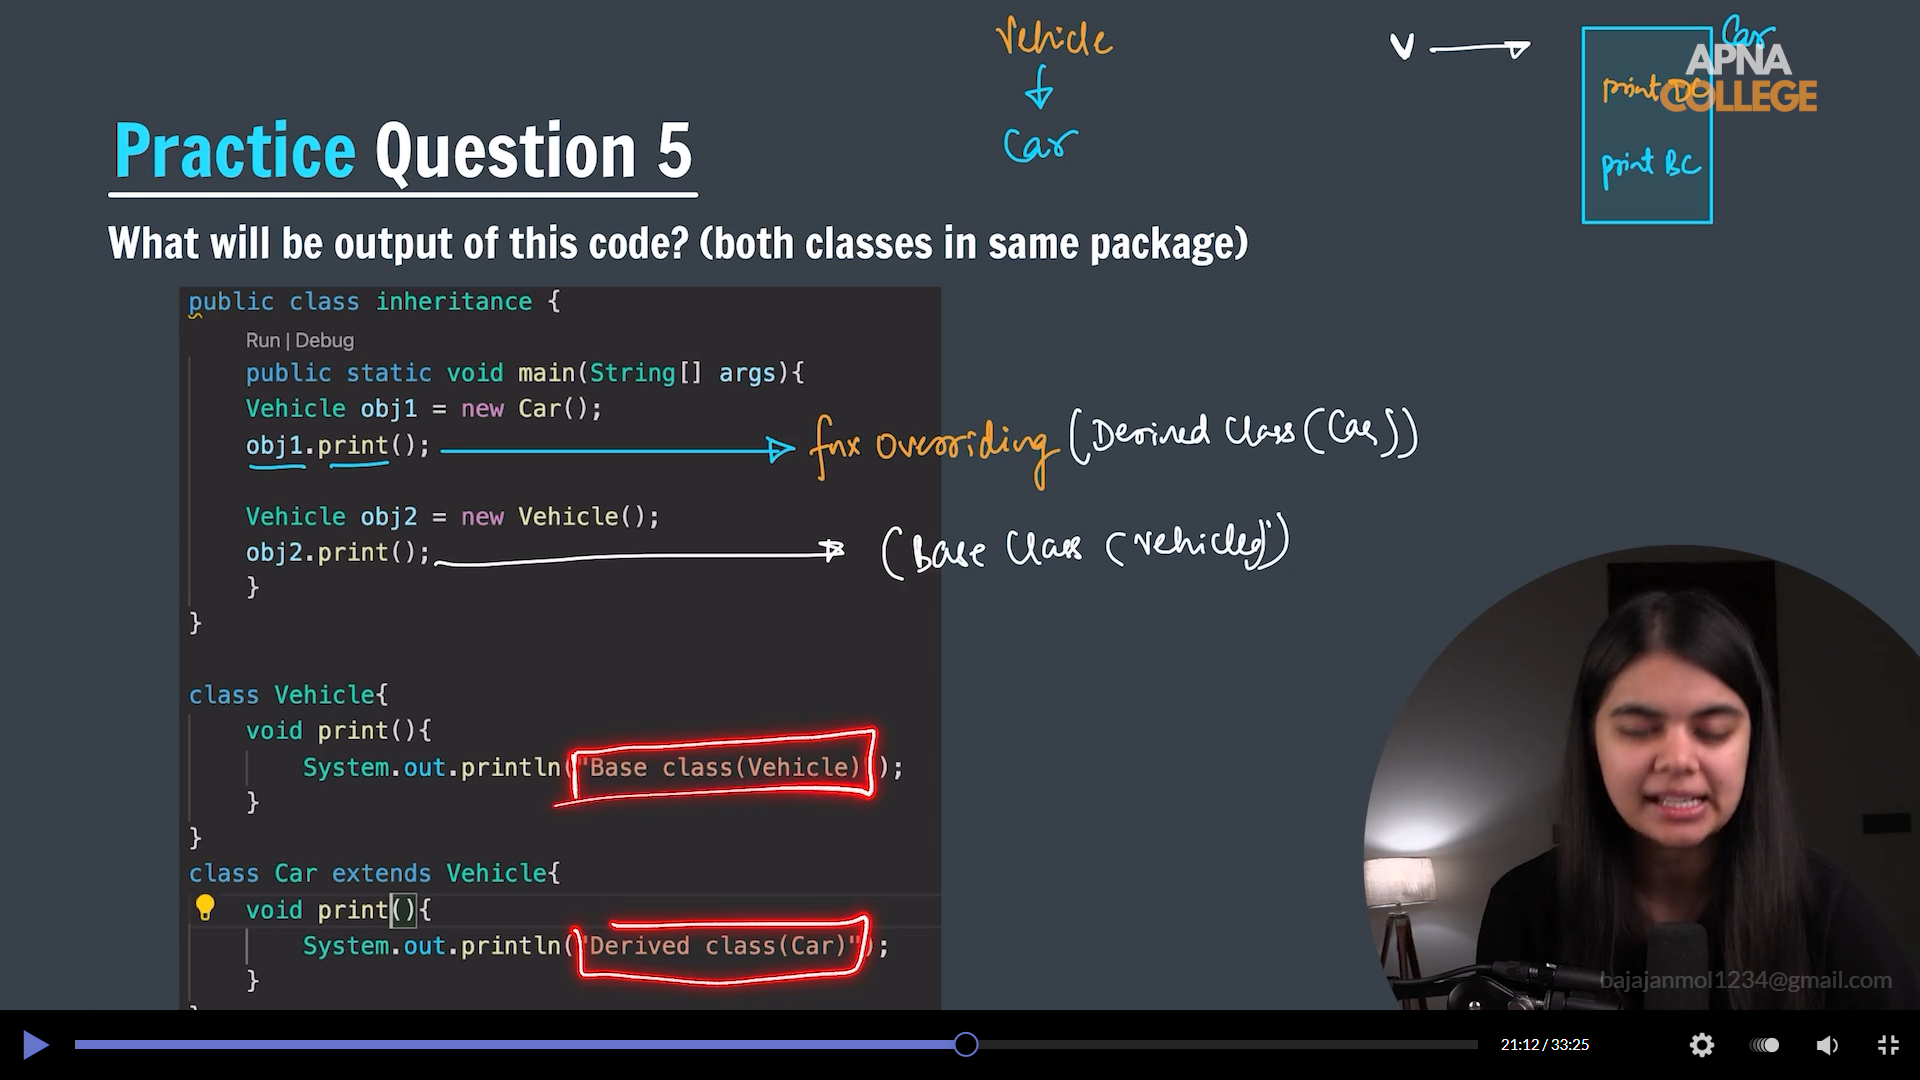 Vehicle
V
Car
APNA
COLLEGE
print DC
Car
print BC
Practice Question 5
What will be output of this code? (both classes in same package)
public class inheritance {
Run | Debug
public static void main(String[] args){
Vehicle obj1 = new Car();
obj1.print();
fnx overriding (Derived Class (Car))
Vehicle obj2 = new Vehicle();
obj2.print();
(Base Class (vehicle))
}
}
class Vehicle{
void print(){
System.out.println("Base class(Vehicle)");
}
}
class Car extends Vehicle{
void print(){
System.out.println("Derived class(Car)");
}
bajajanmol1234@gmail.com
21:12 / 33:25